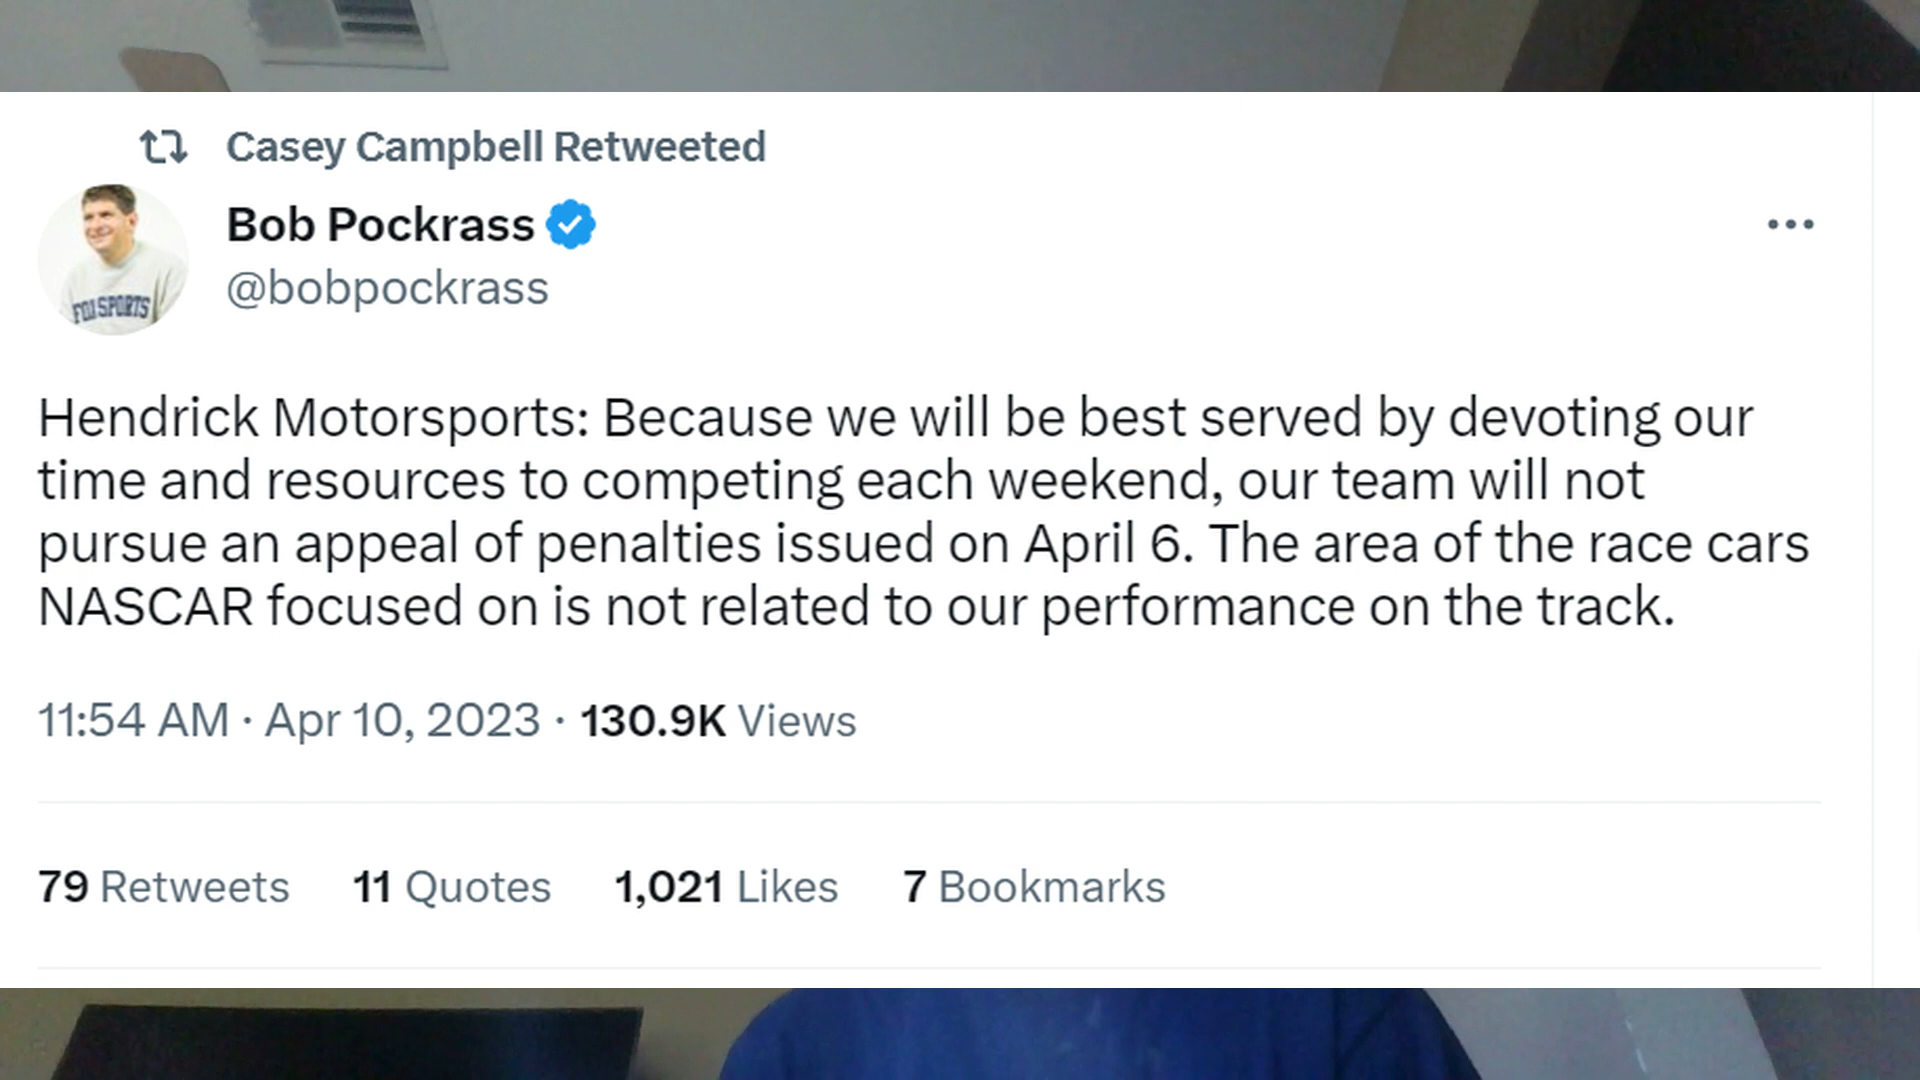 Casey Campbell Retweeted
Bob Pockrass
@bobpockrass
FOX SPORTS
Hendrick Motorsports: Because we will be best served by devoting our
time and resources to competing each weekend, our team will not
pursue an appeal of penalties issued on April 6. The area of the race cars
NASCAR focused on is not related to our performance on the track.
11:54 AM · Apr 10, 2023 · 130.9K Views
79 Retweets 11 Quotes 1,021 Likes 7 Bookmarks